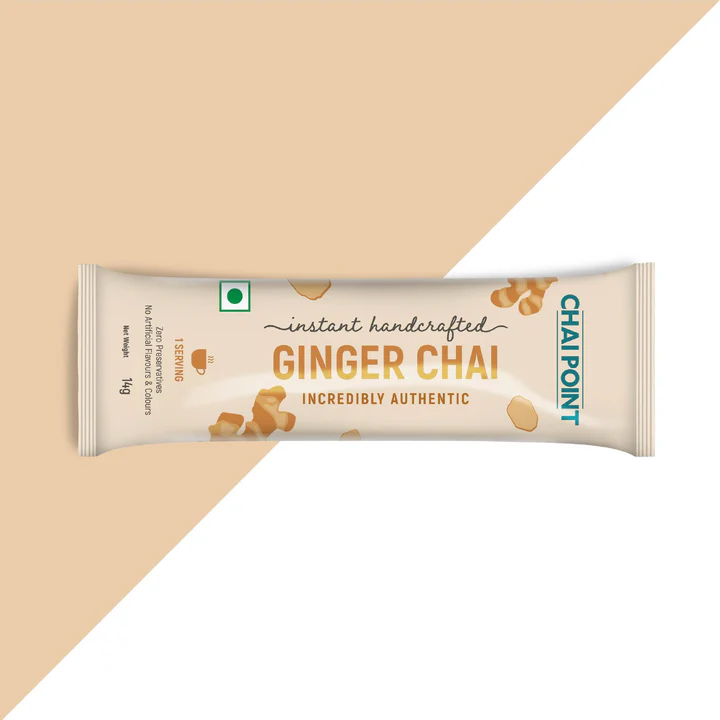 instant handcrafted
GINGER CHAI
INCREDIBLY AUTHENTIC
CHAI POINT
1 SERVING
Zero Preservatives
No Artificial Flavours & Colours
Net Weight
14g